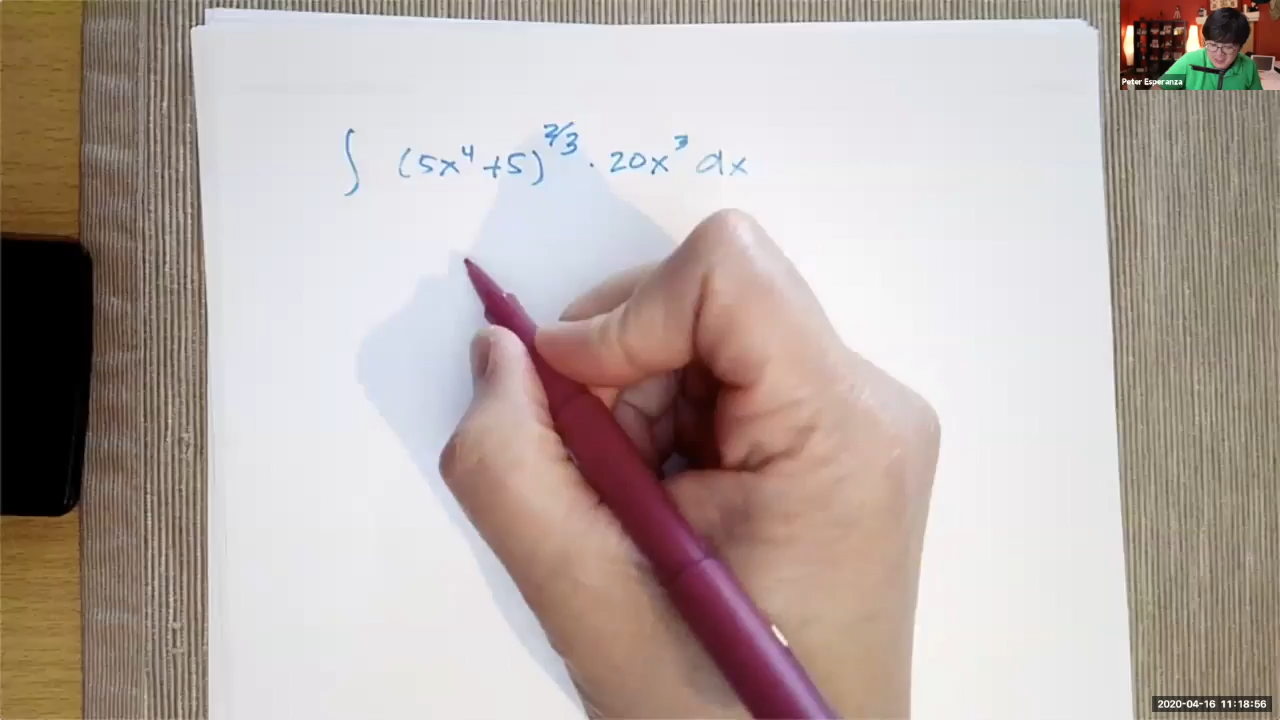 ∫ (5x⁴+5)^{2/3} · 20x³ dx
Peter Esperanza
2020-04-16 11:18:56